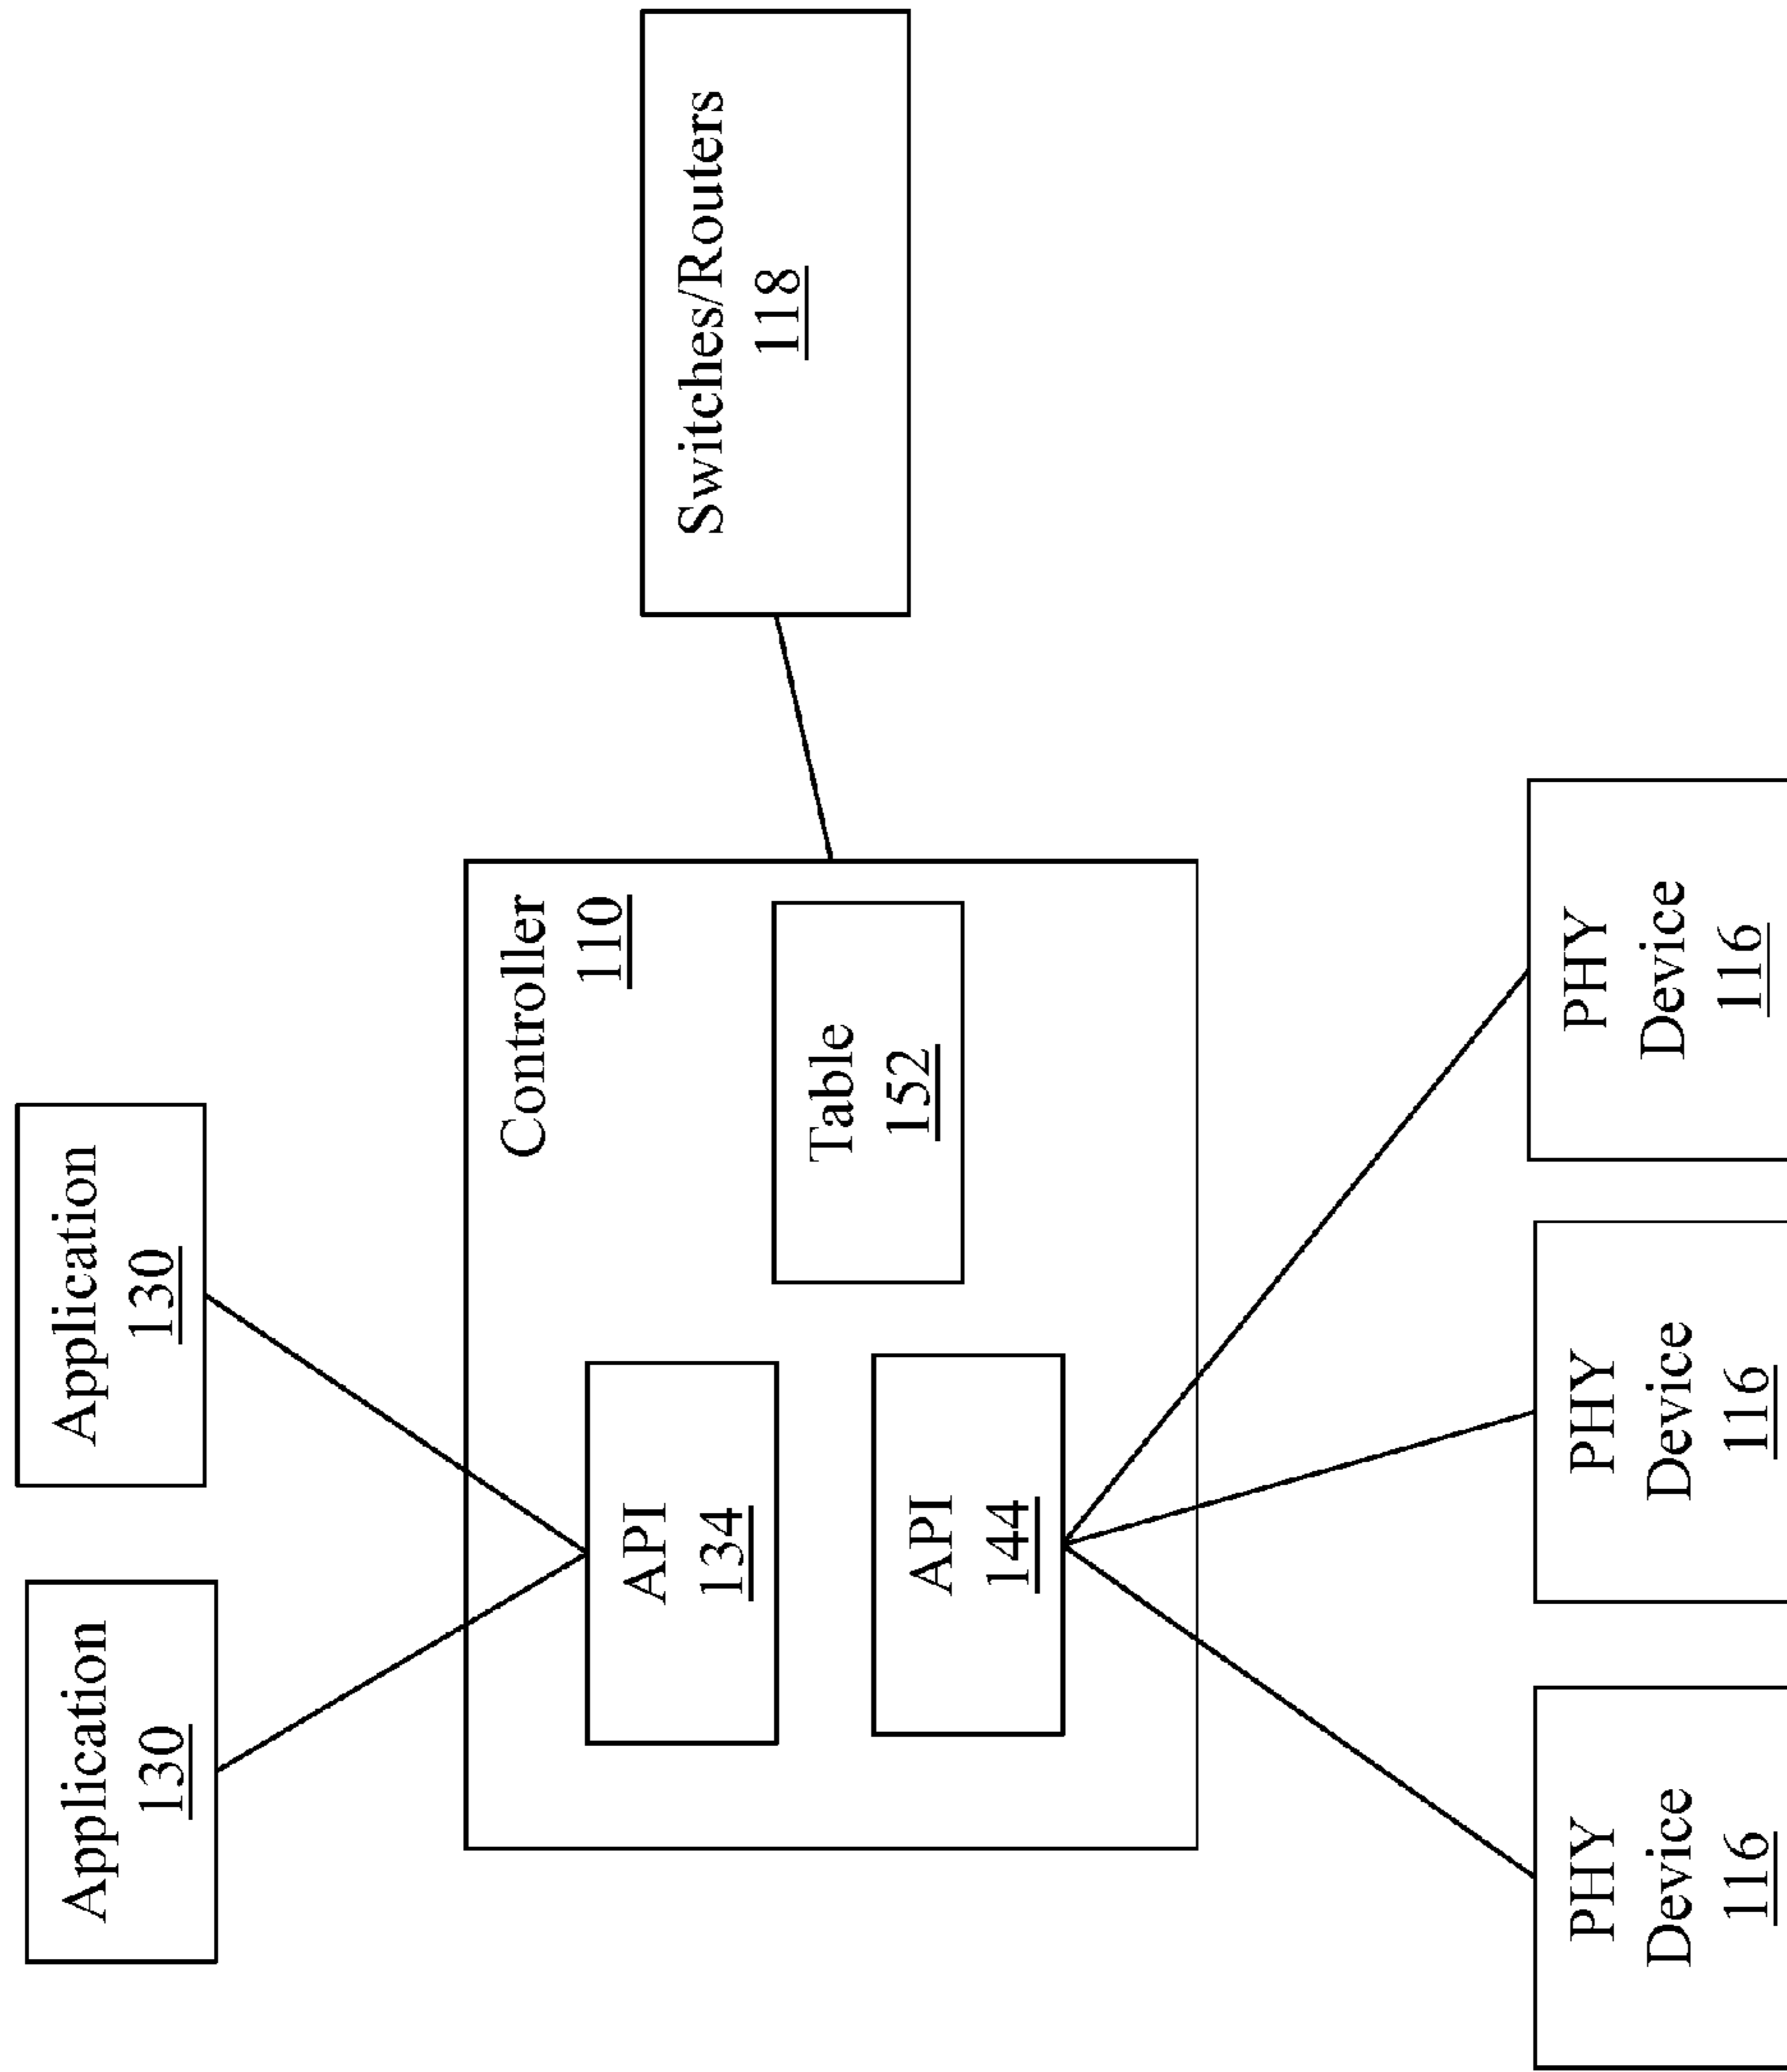 Application
130
Application
130
Controller
110
API
134
Table
152
API
144
Switches/Routers
118
PHY
Device
116
PHY
Device
116
PHY
Device
116